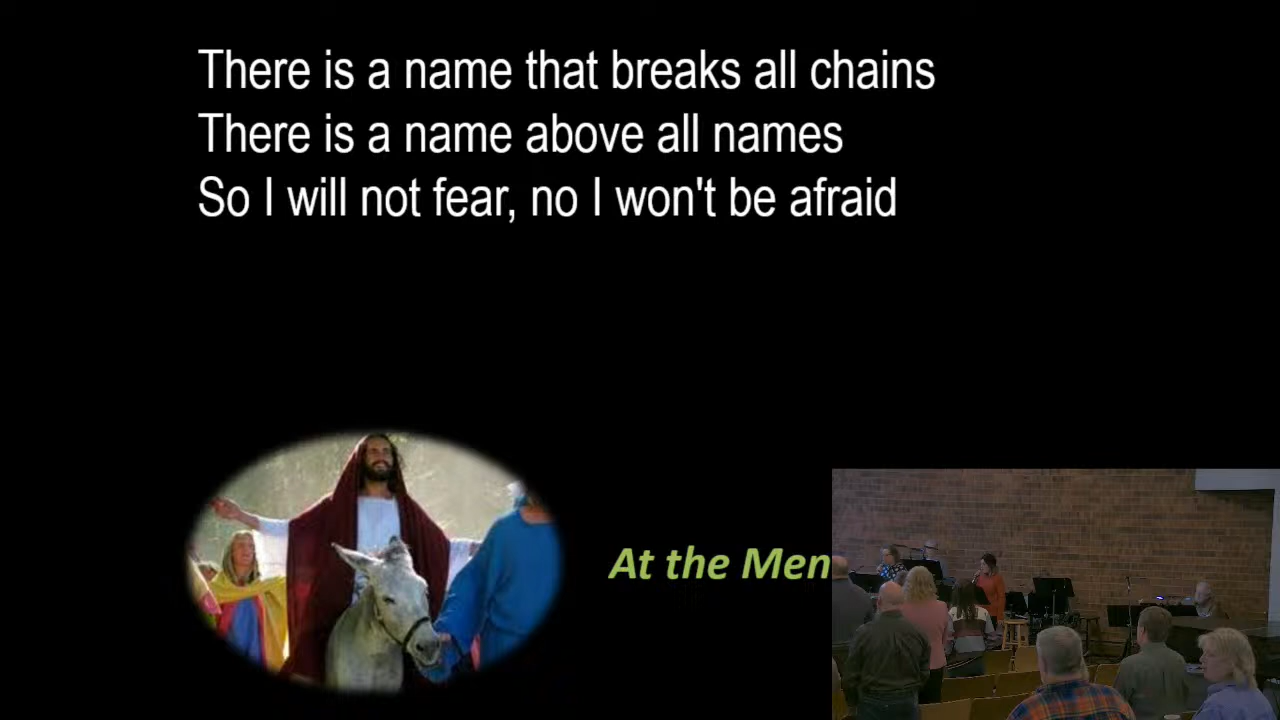 There is a name that breaks all chains
There is a name above all names
So I will not fear, no I won't be afraid
At the Men